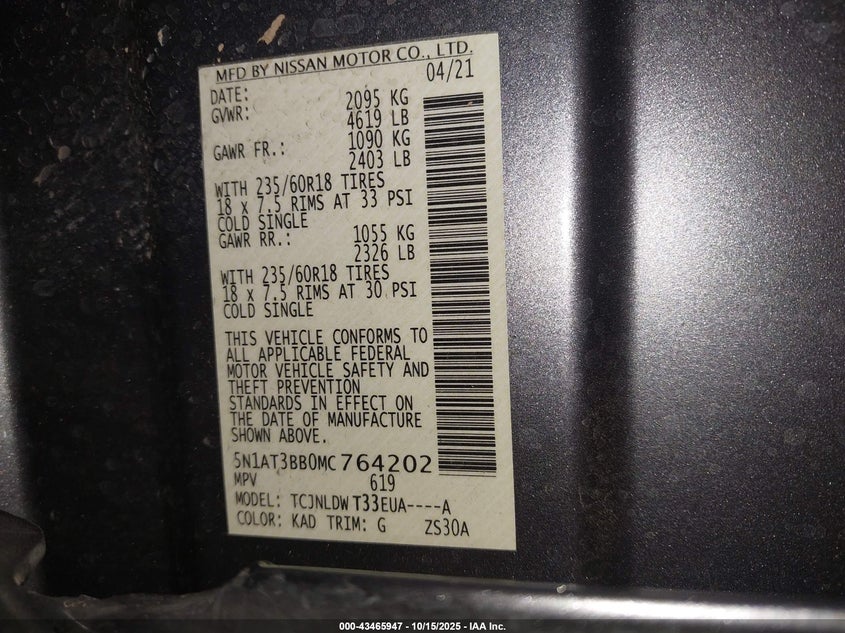 MFD BY NISSAN MOTOR CO., LTD.
DATE: 04/21
GVWR: 2095 KG
4619 LB
GAWR FR.: 1090 KG
2403 LB
WITH 235/60R18 TIRES
18 x 7.5 RIMS AT 33 PSI
COLD SINGLE
GAWR RR.: 1055 KG
2326 LB
WITH 235/60R18 TIRES
18 x 7.5 RIMS AT 30 PSI
COLD SINGLE
THIS VEHICLE CONFORMS TO
ALL APPLICABLE FEDERAL
MOTOR VEHICLE SAFETY AND
THEFT PREVENTION
STANDARDS IN EFFECT ON
THE DATE OF MANUFACTURE
SHOWN ABOVE.
5N1AT3BB0MC764202
MPV 619
MODEL: TCJNLDW T33EUA----A
COLOR: KAD TRIM: G ZS30A
000-43465947 - 10/15/2025 - IAA Inc.